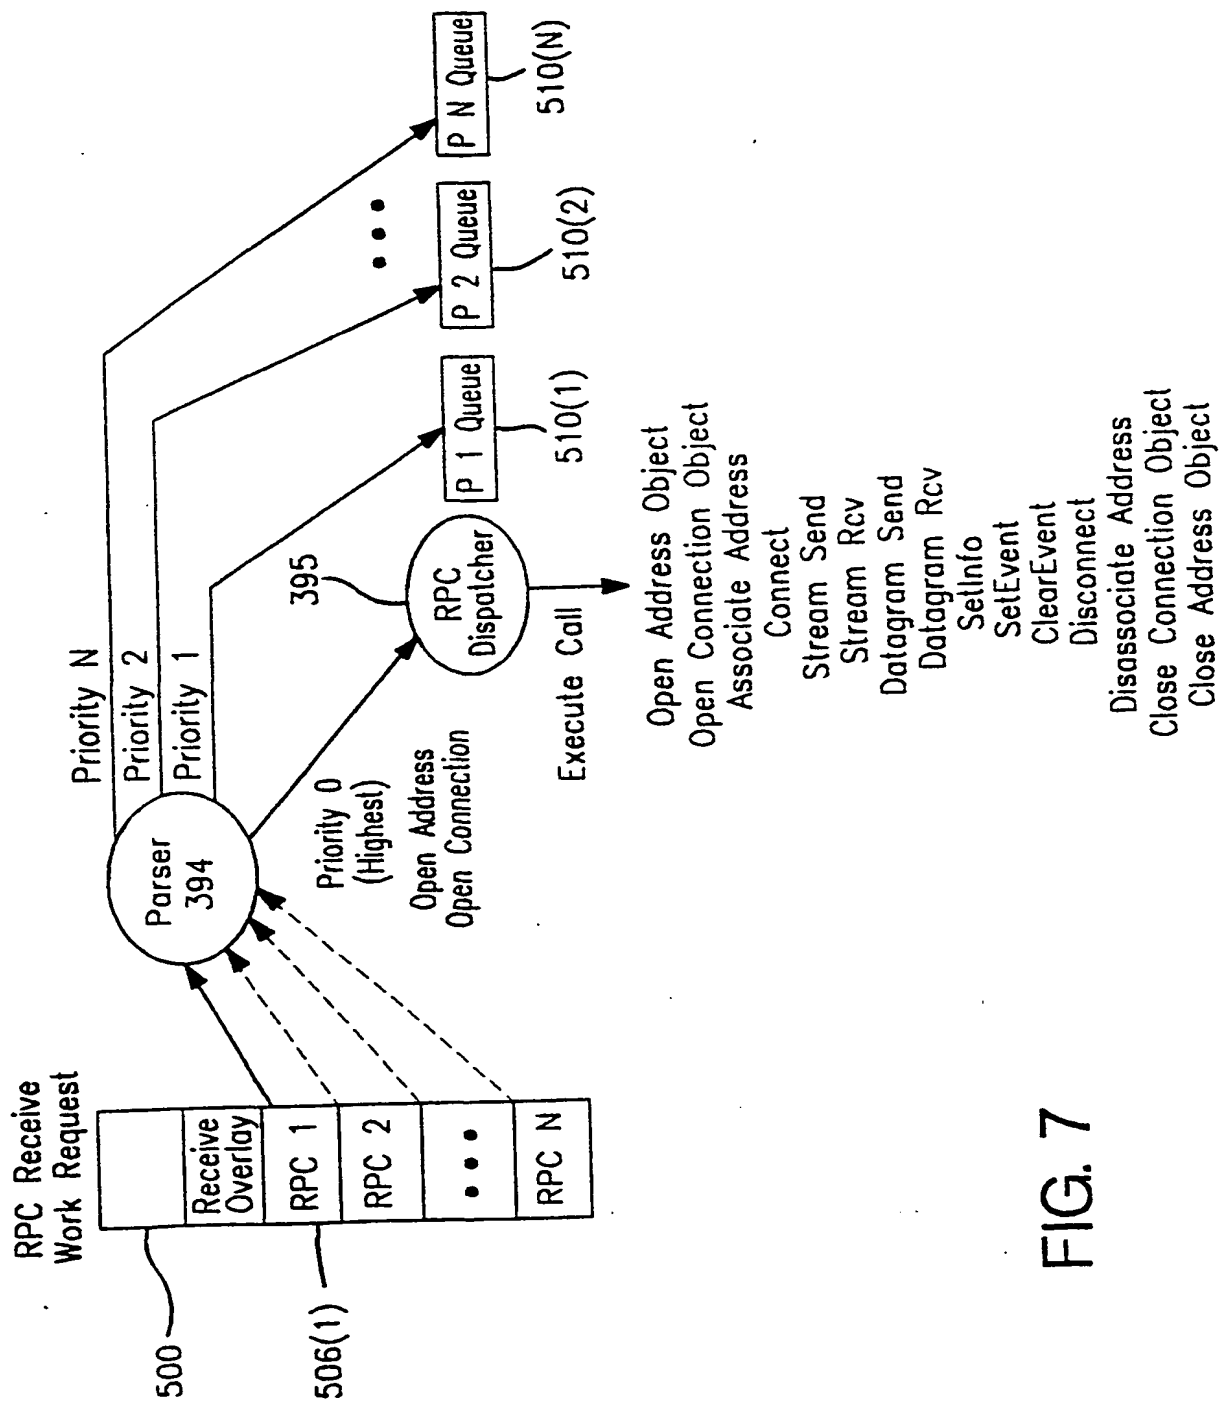 RPC Receive
Work Request
500
Receive
Overlay
RPC 1
506(1)
RPC 2
•••
RPC N
Parser
394
Priority N
Priority 2
Priority 1
Priority 0
(Highest)
Open Address
Open Connection
395
RPC
Dispatcher
P 1 Queue
510(1)
P 2 Queue
510(2)
•••
P N Queue
510(N)
Execute Call
Open Address Object
Open Connection Object
Associate Address
Connect
Stream Send
Stream Rcv
Datagram Send
Datagram Rcv
SetInfo
SetEvent
ClearEvent
Disconnect
Disassociate Address
Close Connection Object
Close Address Object
FIG. 7